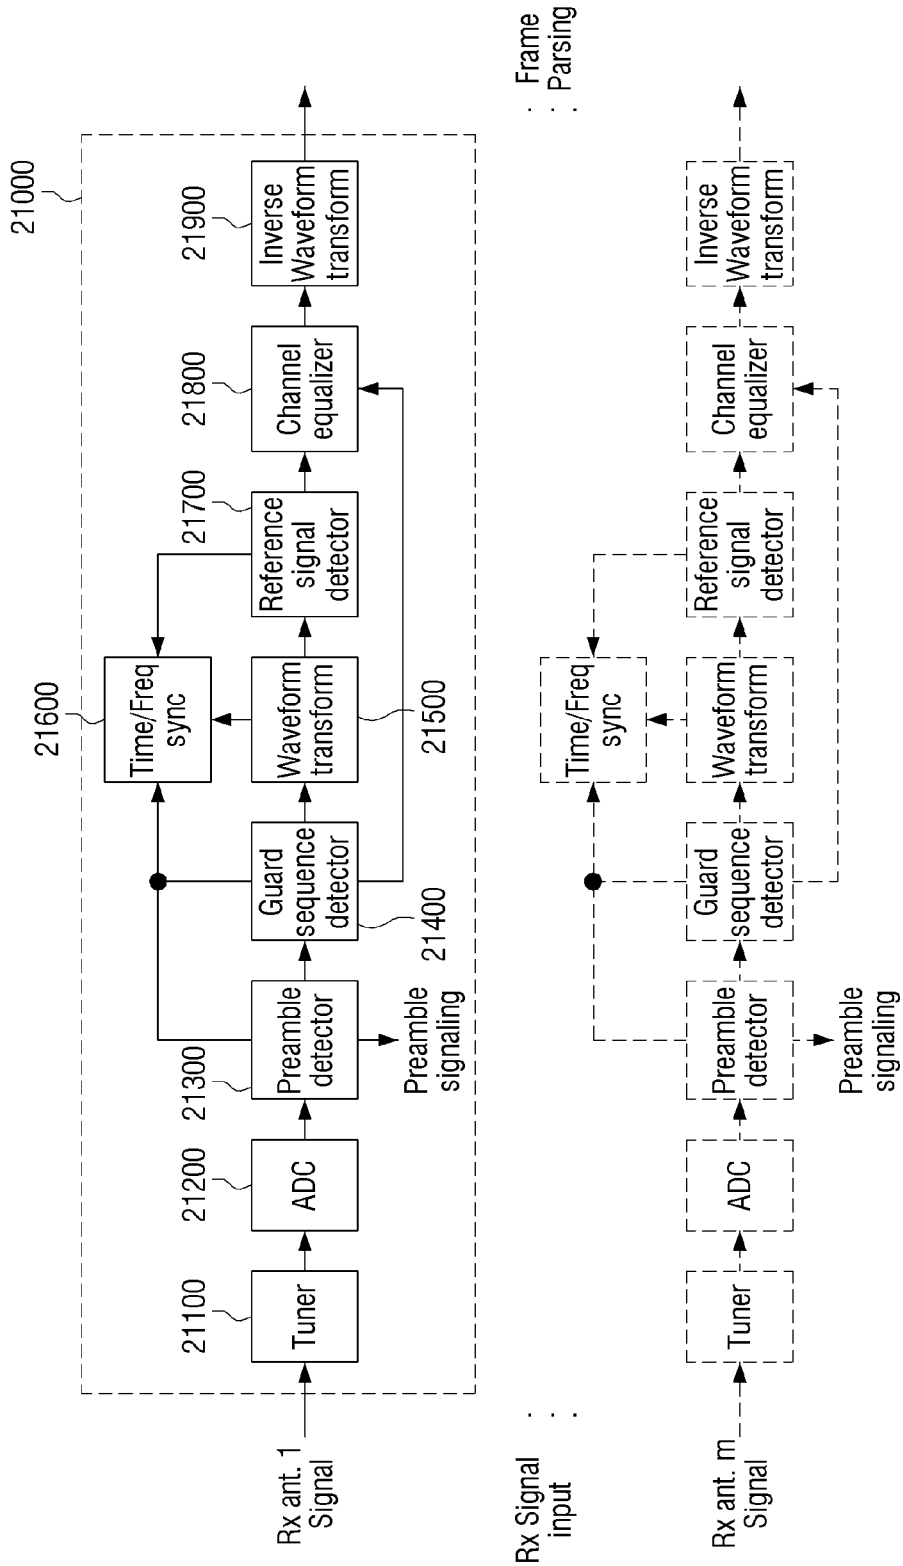 21000
21100
21200
21300
21600
21700
21800
21900
Time/Freq
sync
Rx ant. 1
Signal
Tuner
ADC
Preamble
detector
Guard
sequence
detector
Waveform
transform
Reference
signal
detector
Channel
equalizer
Inverse
Waveform
transform
21400
21500
Preamble
signaling
Rx Signal
input
Frame
Parsing
Time/Freq
sync
Rx ant. m
Signal
Tuner
ADC
Preamble
detector
Guard
sequence
detector
Waveform
transform
Reference
signal
detector
Channel
equalizer
Inverse
Waveform
transform
Preamble
signaling